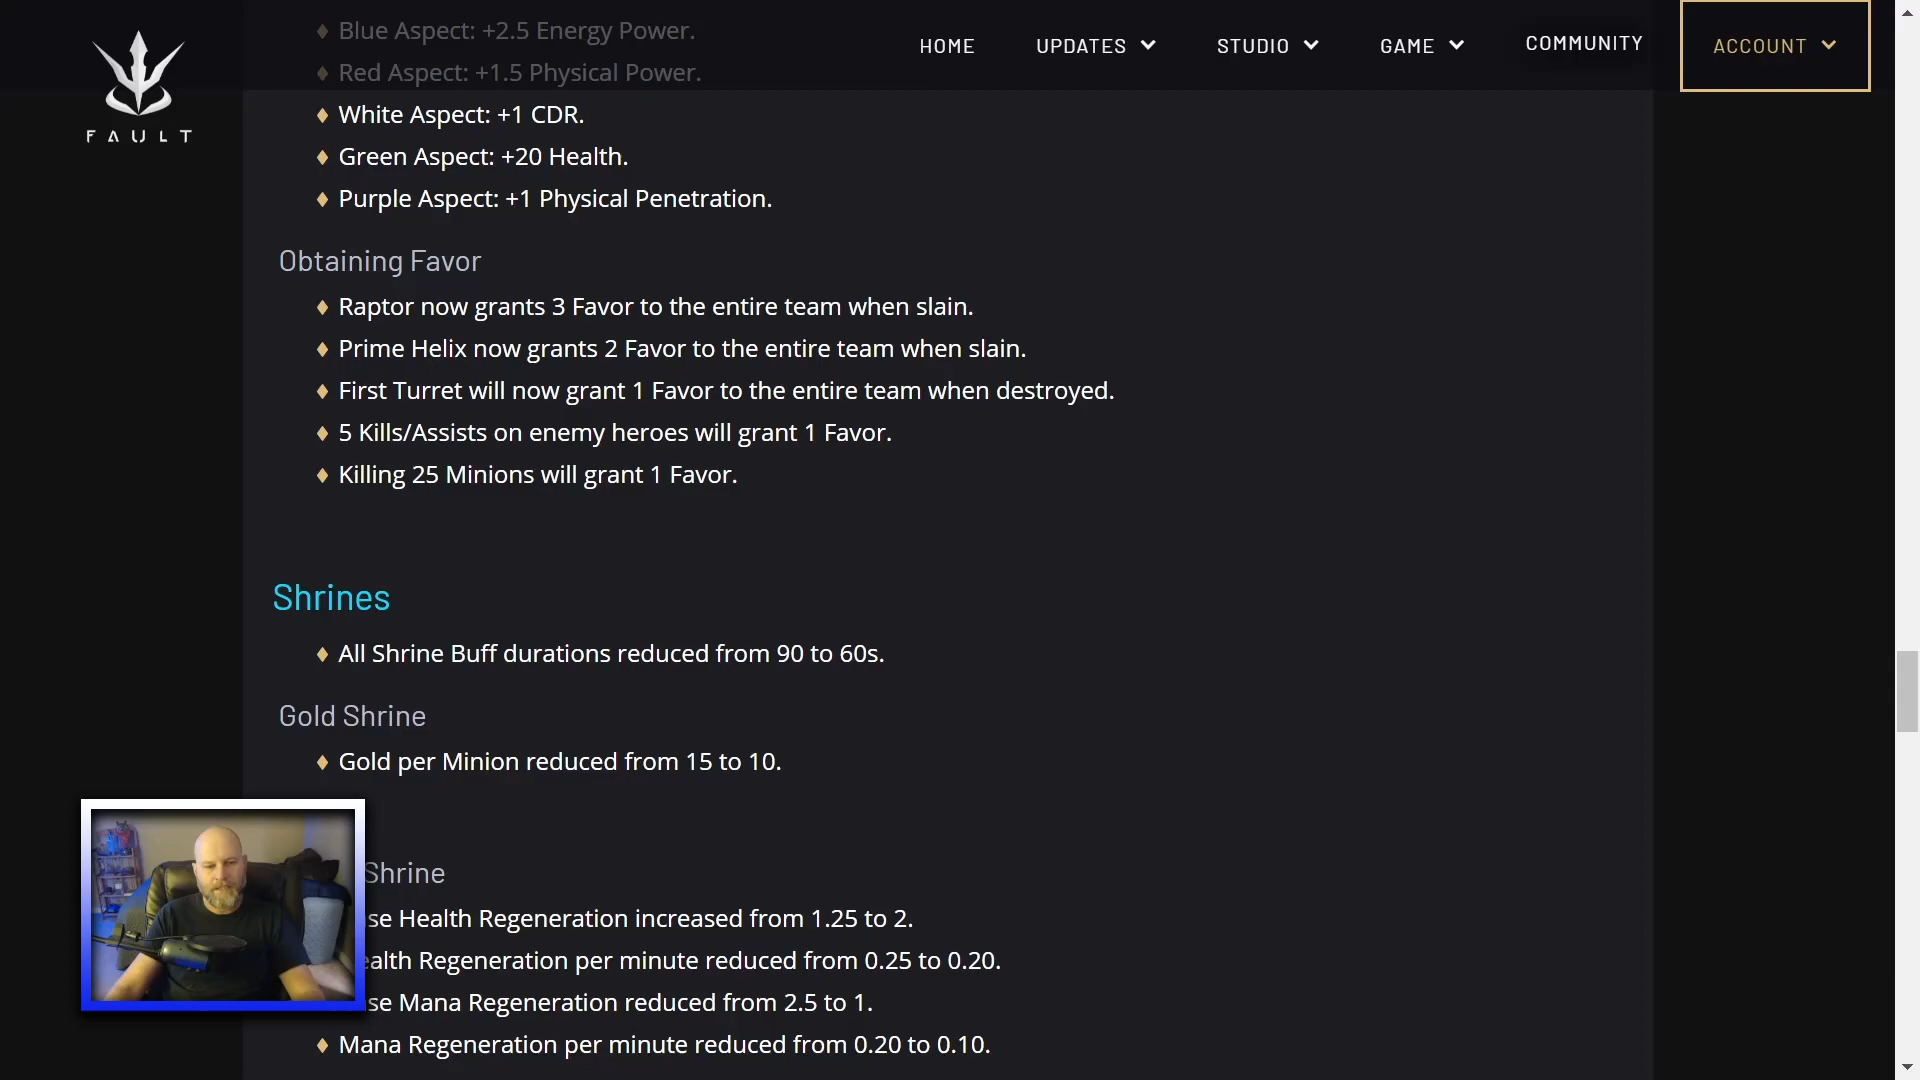 Blue Aspect: +2.5 Energy Power.
Red Aspect: +1.5 Physical Power.
HOME
UPDATES
STUDIO
GAME
COMMUNITY
ACCOUNT
FAULT
White Aspect: +1 CDR.
Green Aspect: +20 Health.
Purple Aspect: +1 Physical Penetration.
Obtaining Favor
Raptor now grants 3 Favor to the entire team when slain.
Prime Helix now grants 2 Favor to the entire team when slain.
First Turret will now grant 1 Favor to the entire team when destroyed.
5 Kills/Assists on enemy heroes will grant 1 Favor.
Killing 25 Minions will grant 1 Favor.
Shrines
All Shrine Buff durations reduced from 90 to 60s.
Gold Shrine
Gold per Minion reduced from 15 to 10.
Shrine
se Health Regeneration increased from 1.25 to 2.
ealth Regeneration per minute reduced from 0.25 to 0.20.
se Mana Regeneration reduced from 2.5 to 1.
Mana Regeneration per minute reduced from 0.20 to 0.10.